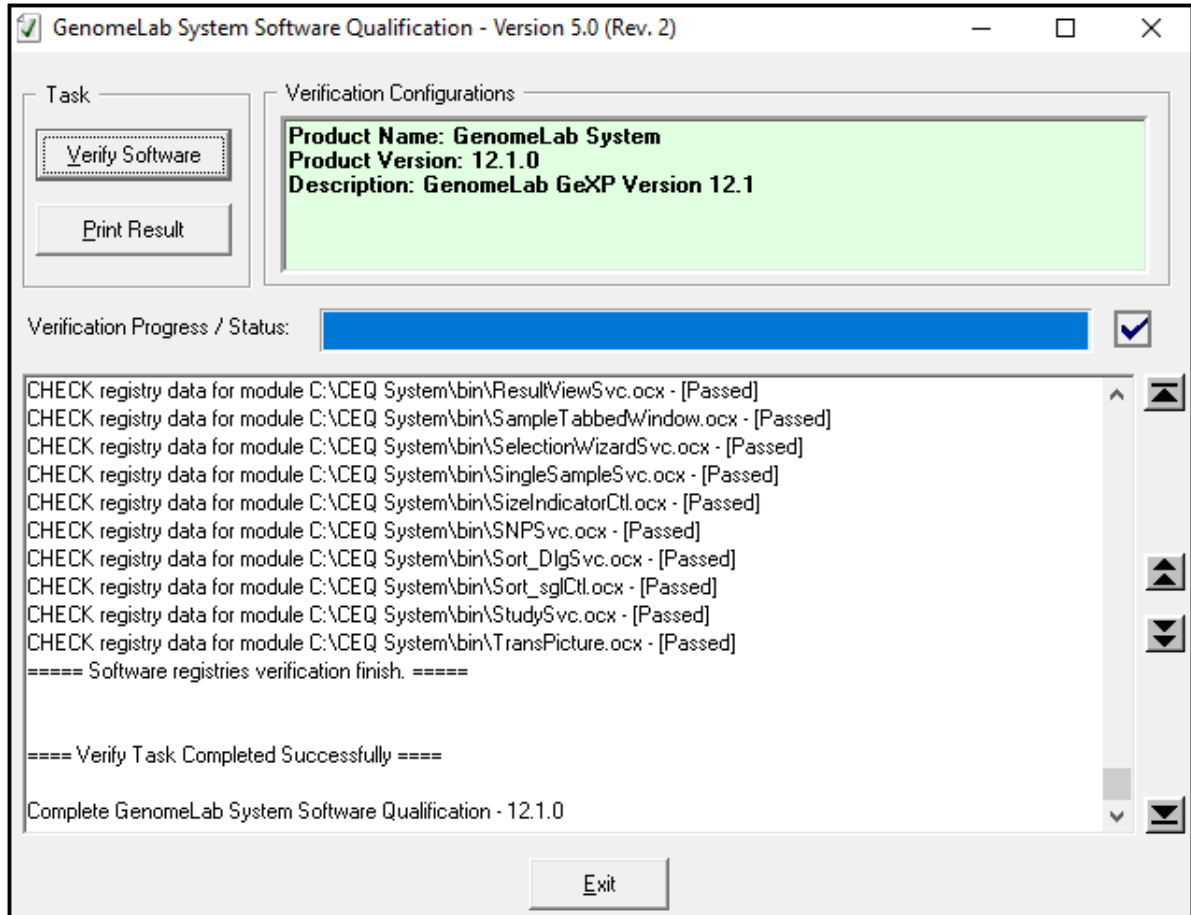 GenomeLab System Software Qualification - Version 5.0 (Rev. 2)
Task
Verify Software
Print Result
Verification Configurations
Product Name: GenomeLab System
Product Version: 12.1.0
Description: GenomeLab GeXP Version 12.1
Verification Progress / Status:
CHECK registry data for module C:\CEQ System\bin\ResultViewSvc.ocx - [Passed]
CHECK registry data for module C:\CEQ System\bin\SampleTabbedWindow.ocx - [Passed]
CHECK registry data for module C:\CEQ System\bin\SelectionWizardSvc.ocx - [Passed]
CHECK registry data for module C:\CEQ System\bin\SingleSampleSvc.ocx - [Passed]
CHECK registry data for module C:\CEQ System\bin\SizeIndicatorCtl.ocx - [Passed]
CHECK registry data for module C:\CEQ System\bin\SNPSvc.ocx - [Passed]
CHECK registry data for module C:\CEQ System\bin\Sort_DlgSvc.ocx - [Passed]
CHECK registry data for module C:\CEQ System\bin\Sort_sglCtl.ocx - [Passed]
CHECK registry data for module C:\CEQ System\bin\StudySvc.ocx - [Passed]
CHECK registry data for module C:\CEQ System\bin\TransPicture.ocx - [Passed]
===== Software registries verification finish. =====
==== Verify Task Completed Successfully ====
Complete GenomeLab System Software Qualification - 12.1.0
Exit